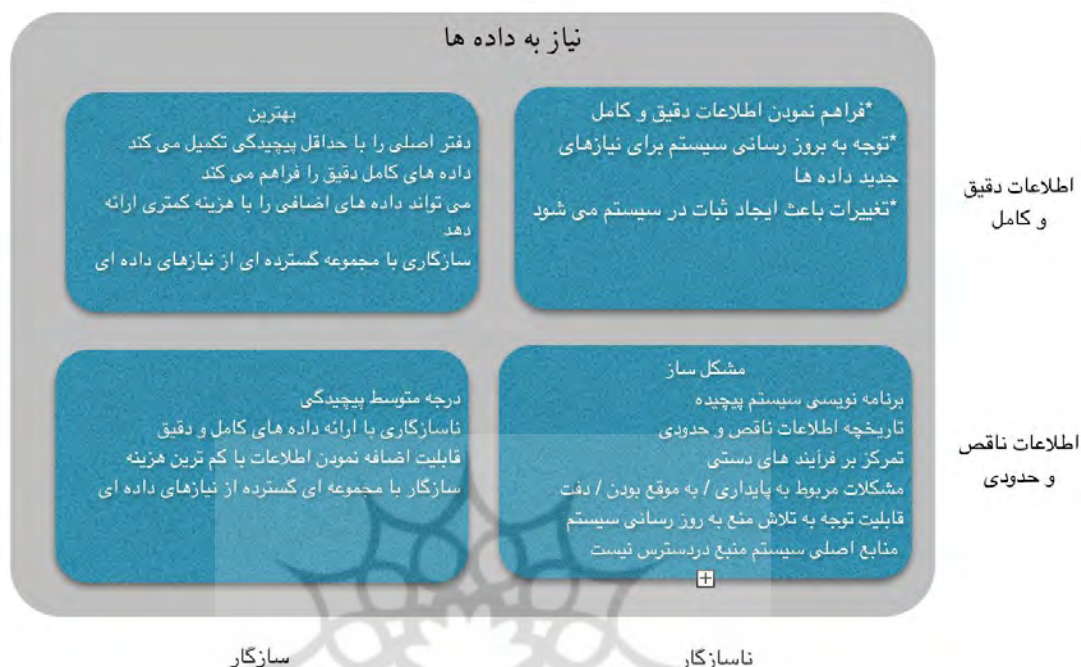 نیاز به داده ها
*فراهم نمودن اطلاعات دقیق و کامل
*توجه به بروز رسانی سیستم برای نیازهای
جدید داده ها
*تغییرات باعث ایجاد ثبات در سیستم می شود
بهترین
دفتر اصلی را با حداقل پیچیدگی تکمیل می کند
داده های کامل دقیق را فراهم می کند
می تواند داده های اضافی را با هزینه کمتری ارائه
دهد
سازگاری با مجموعه گسترده ای از نیازهای داده ای
اطلاعات دقیق
و کامل
مشکل ساز
برنامه نویسی سیستم پیچیده
تاریخچه اطلاعات ناقص و حدودی
تمرکز بر فرآیند های دستی
مشکلات مربوط به پایداری / به موقع بودن / دفت
قابلیت توجه به تلاش منع به روز رسانی سیستم
منابع اصلی سیستم منبع دردسترس نیست
درجه متوسط پیچیدگی
ناسازگاری با ارائه داده های کامل و دقیق
قابلیت اضافه نمودن اطلاعات با کم ترین هزینه
سازگار با مجموعه ای گسترده از نیازهای داده ای
اطلاعات ناقص
و حدودی
ناسازگار
سازگار